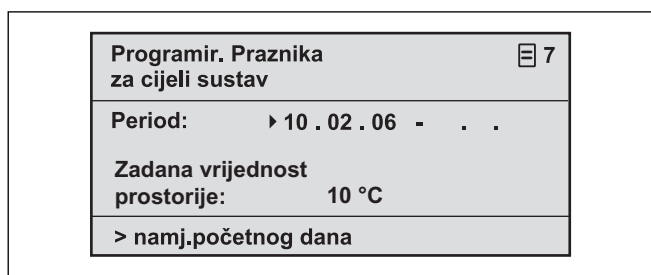 Programir. Praznika 7
za cijeli sustav
Period: 10 . 02 . 06 - . .
Zadana vrijednost
prostorije: 10 °C
> namj.početnog dana